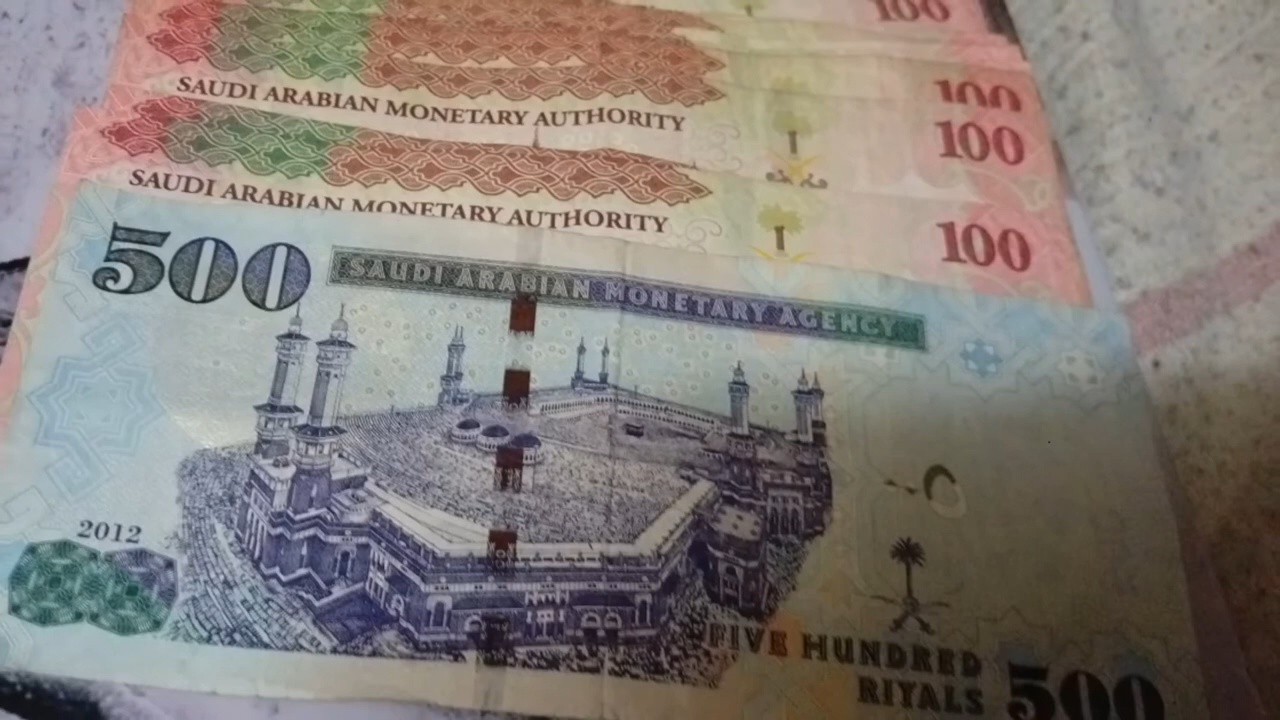 100
100
SAUDI ARABIAN MONETARY AUTHORITY
100
SAUDI ARABIAN MONETARY AUTHORITY
100
500
SAUDI ARABIAN MONETARY AGENCY
2012
FIVE HUNDRED
RIYALS
500